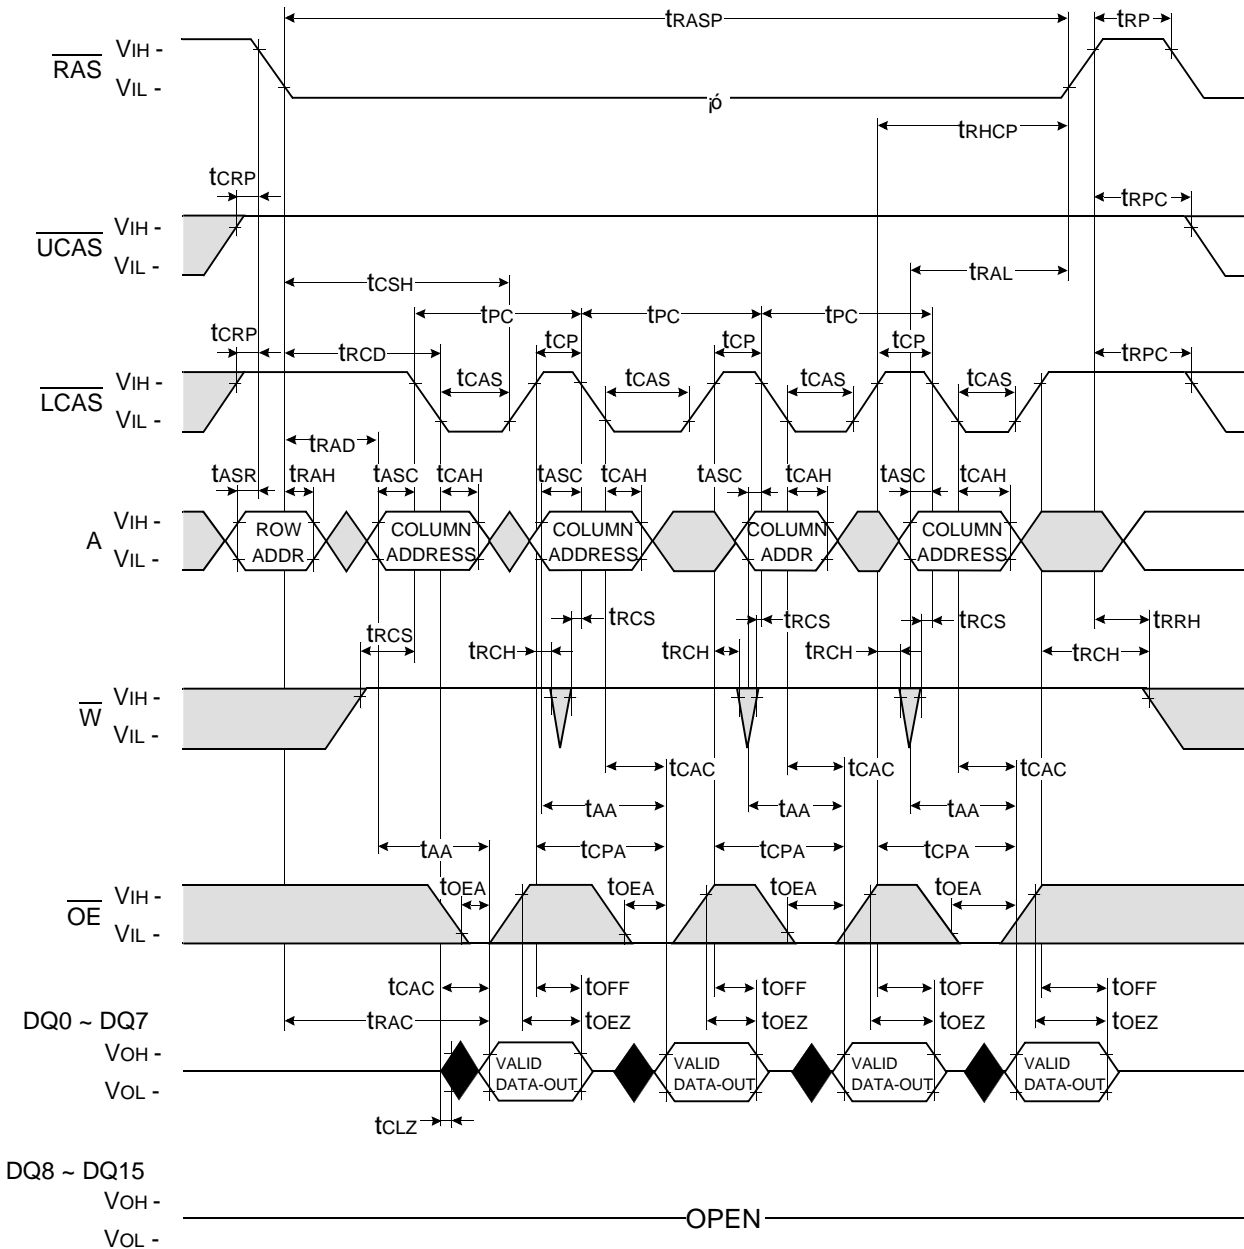 tRASP
tRP
RAS
VIH -
VIL -
¡ó
tRHCP
tCRP
tRPC
UCAS
VIH -
VIL -
tRAL
tCSH
tPC tPC tPC
tCRP
tCP tCP tCP
tRCD
tRPC
LCAS
VIH -
VIL -
tCAS tCAS tCAS tCAS
tRAD
tASR tRAH tASC tCAH tASC tCAH tASC tCAH tASC tCAH
A
VIH -
VIL -
ROW
ADDR
COLUMN
ADDRESS
COLUMN
ADDRESS
COLUMN
ADDR
COLUMN
ADDRESS
tRCS tRCS tRCS tRCS tRRH
tRCH tRCH tRCH tRCH
W
VIH -
VIL -
tCAC tCAC tCAC
tAA tAA tAA
tAA tCPA tCPA tCPA
OE
VIH -
VIL -
tOEA tOEA tOEA tOEA
tCAC tOFF tOFF tOFF tOFF
tRAC tOEZ tOEZ tOEZ tOEZ
DQ0 ~ DQ7
VOH -
VOL -
VALID
DATA-OUT
VALID
DATA-OUT
VALID
DATA-OUT
VALID
DATA-OUT
tCLZ
DQ8 ~ DQ15
VOH -
VOL -
OPEN